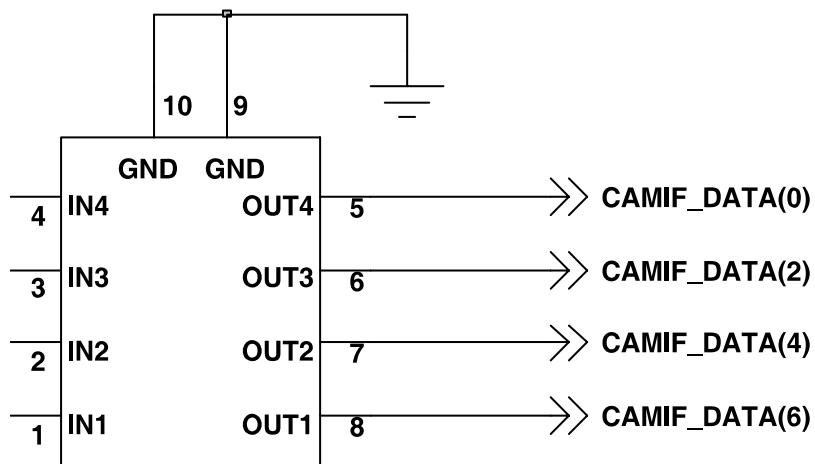 10 9
GND GND
4 IN4 OUT4 5 CAMIF_DATA(0)
3 IN3 OUT3 6 CAMIF_DATA(2)
2 IN2 OUT2 7 CAMIF_DATA(4)
1 IN1 OUT1 8 CAMIF_DATA(6)